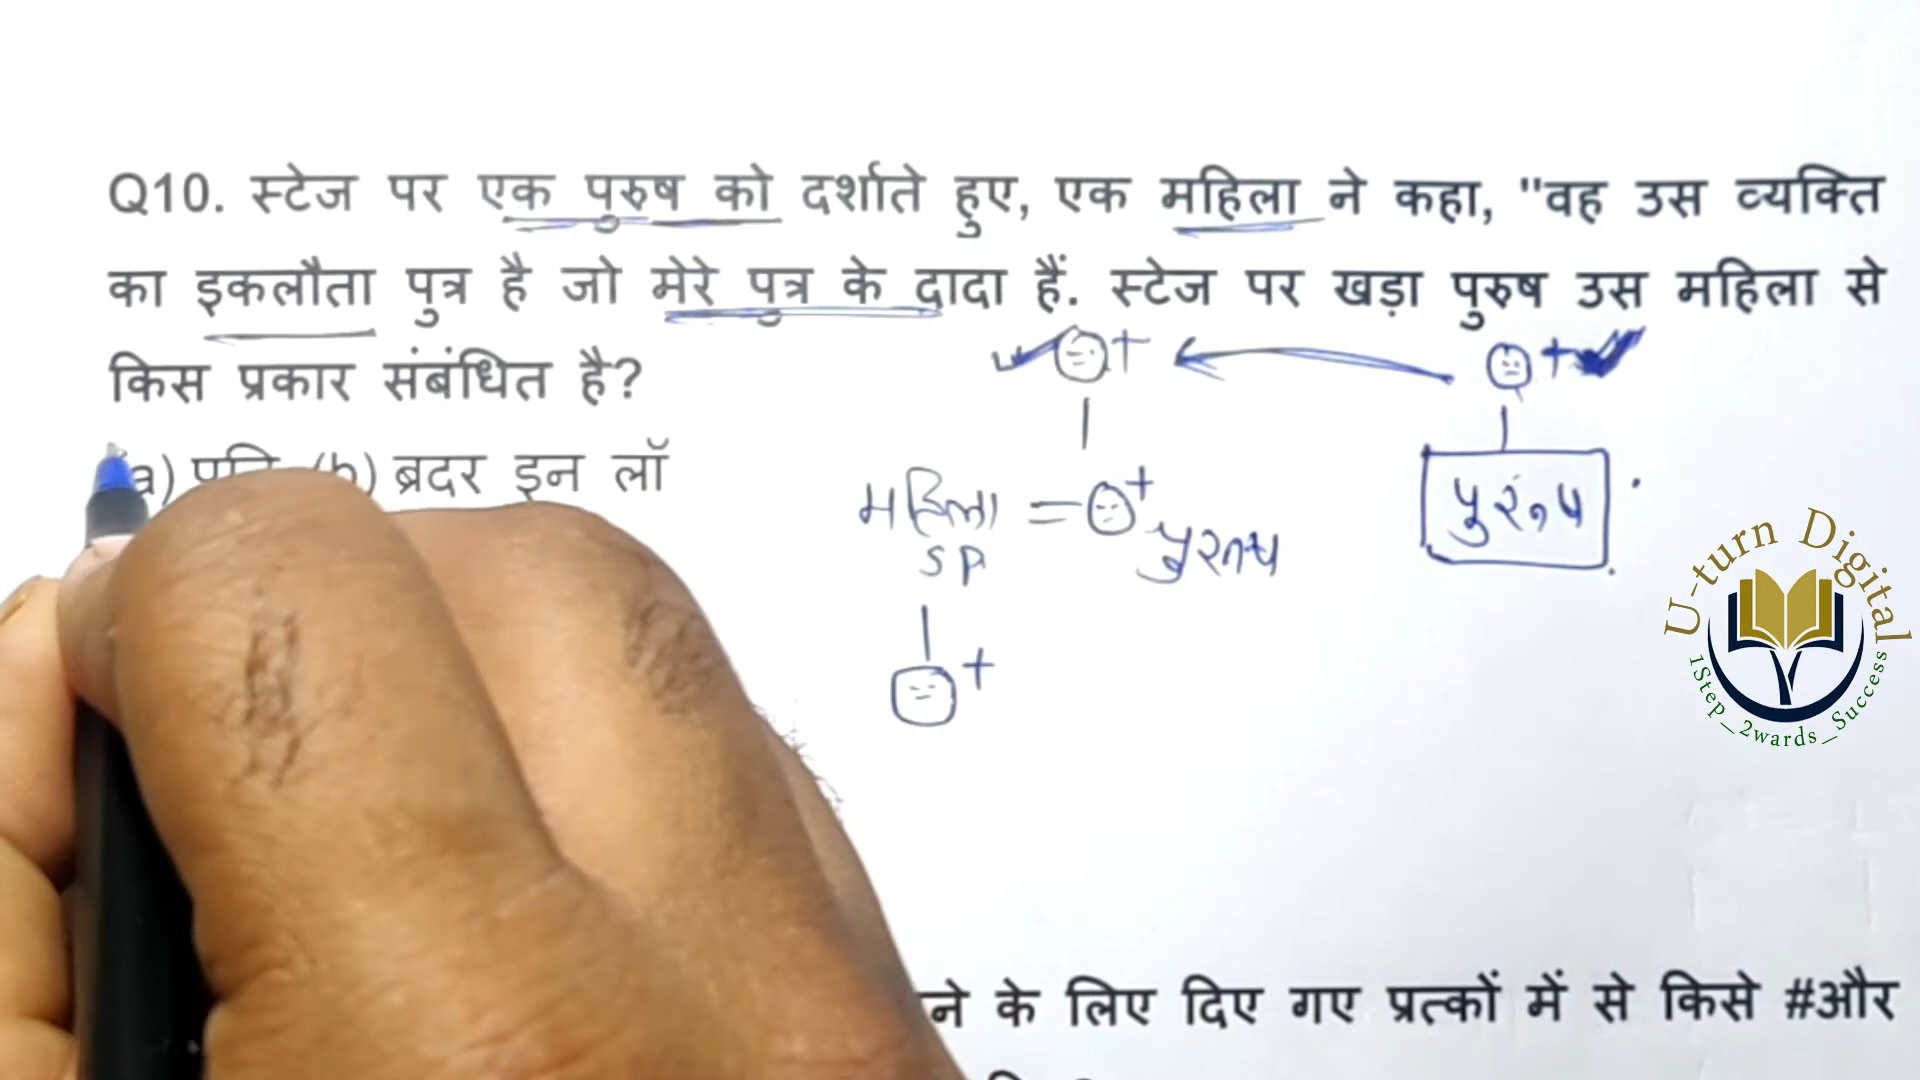 Q10. स्टेज पर एक पुरुष को दर्शाते हुए, एक महिला ने कहा, "वह उस व्यक्ति
का इकलौता पुत्र है जो मेरे पुत्र के दादा हैं. स्टेज पर खड़ा पुरुष उस महिला से
किस प्रकार संबंधित है?
a) पति (b) ब्रदर इन लॉ
महिला = + पुरुष
sp
+
+
+
पुरुष
U-turn Digital
1Step_2wards_Success
ने के लिए दिए गए प्रत्कों में से किसे #और